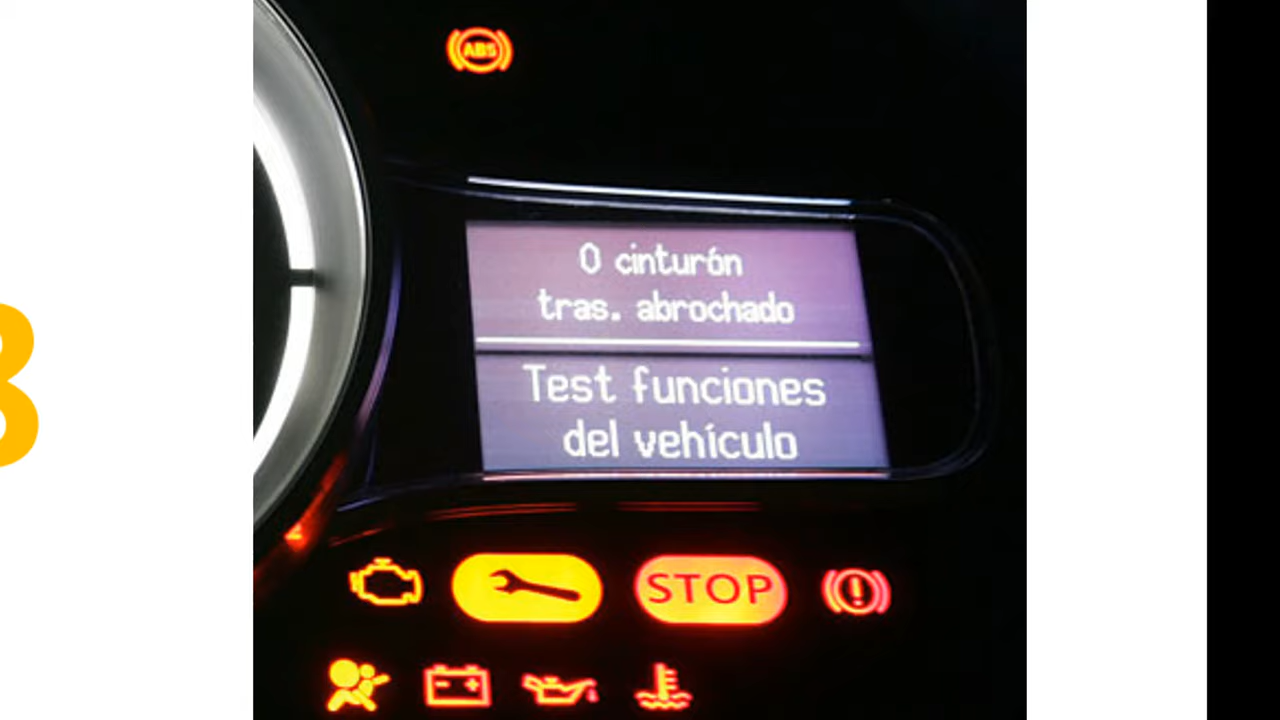 ABS
0 cinturón
tras. abrochado
Test funciones
del vehículo
STOP